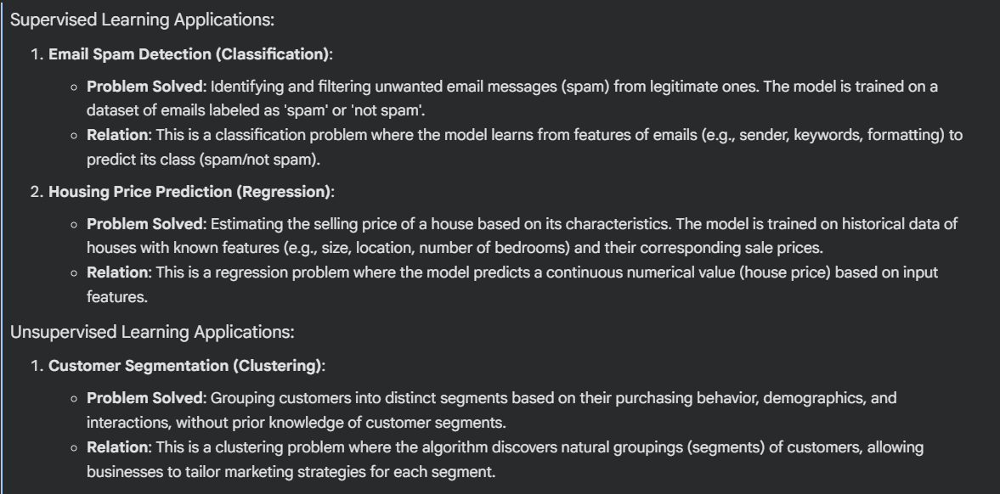 Supervised Learning Applications:
1. Email Spam Detection (Classification):
○ Problem Solved: Identifying and filtering unwanted email messages (spam) from legitimate ones. The model is trained on a
dataset of emails labeled as 'spam' or 'not spam'.
○ Relation: This is a classification problem where the model learns from features of emails (e.g., sender, keywords, formatting) to
predict its class (spam/not spam).
2. Housing Price Prediction (Regression):
○ Problem Solved: Estimating the selling price of a house based on its characteristics. The model is trained on historical data of
houses with known features (e.g., size, location, number of bedrooms) and their corresponding sale prices.
○ Relation: This is a regression problem where the model predicts a continuous numerical value (house price) based on input
features.
Unsupervised Learning Applications:
1. Customer Segmentation (Clustering):
○ Problem Solved: Grouping customers into distinct segments based on their purchasing behavior, demographics, and
interactions, without prior knowledge of customer segments.
○ Relation: This is a clustering problem where the algorithm discovers natural groupings (segments) of customers, allowing
businesses to tailor marketing strategies for each segment.